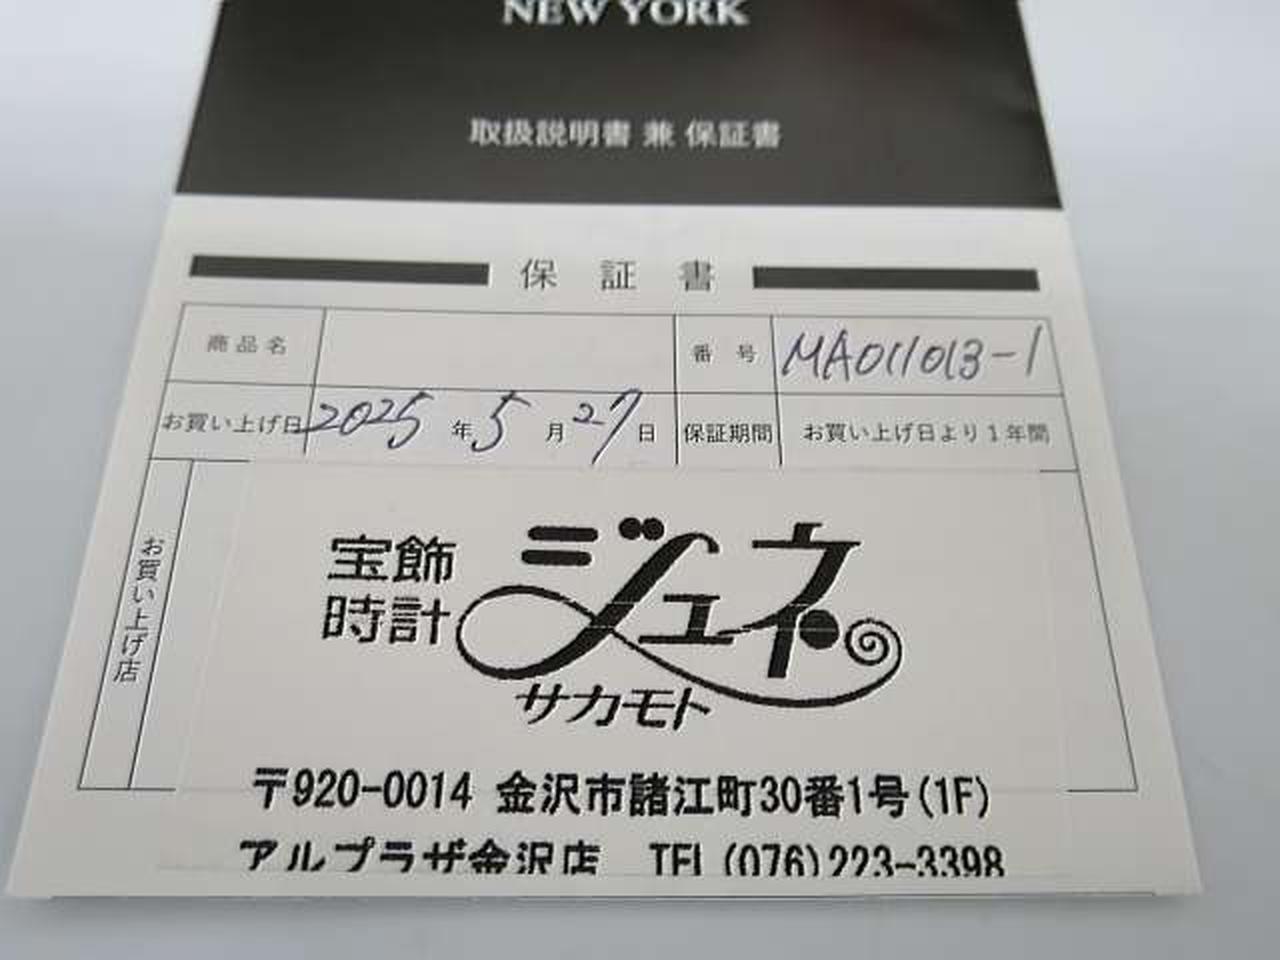 NEW YORK
取扱説明書 兼 保証書
保 証 書
商品名
番 号 MA011013-1
お買い上げ日 2025 年 5 月 27 日 保証期間 お買い上げ日より1年間
お買い上げ店
宝飾
時計
ジュネ
サカモト
〒920-0014 金沢市諸江町30番1号(1F)
アルプラザ金沢店 TEL(076)223-3398